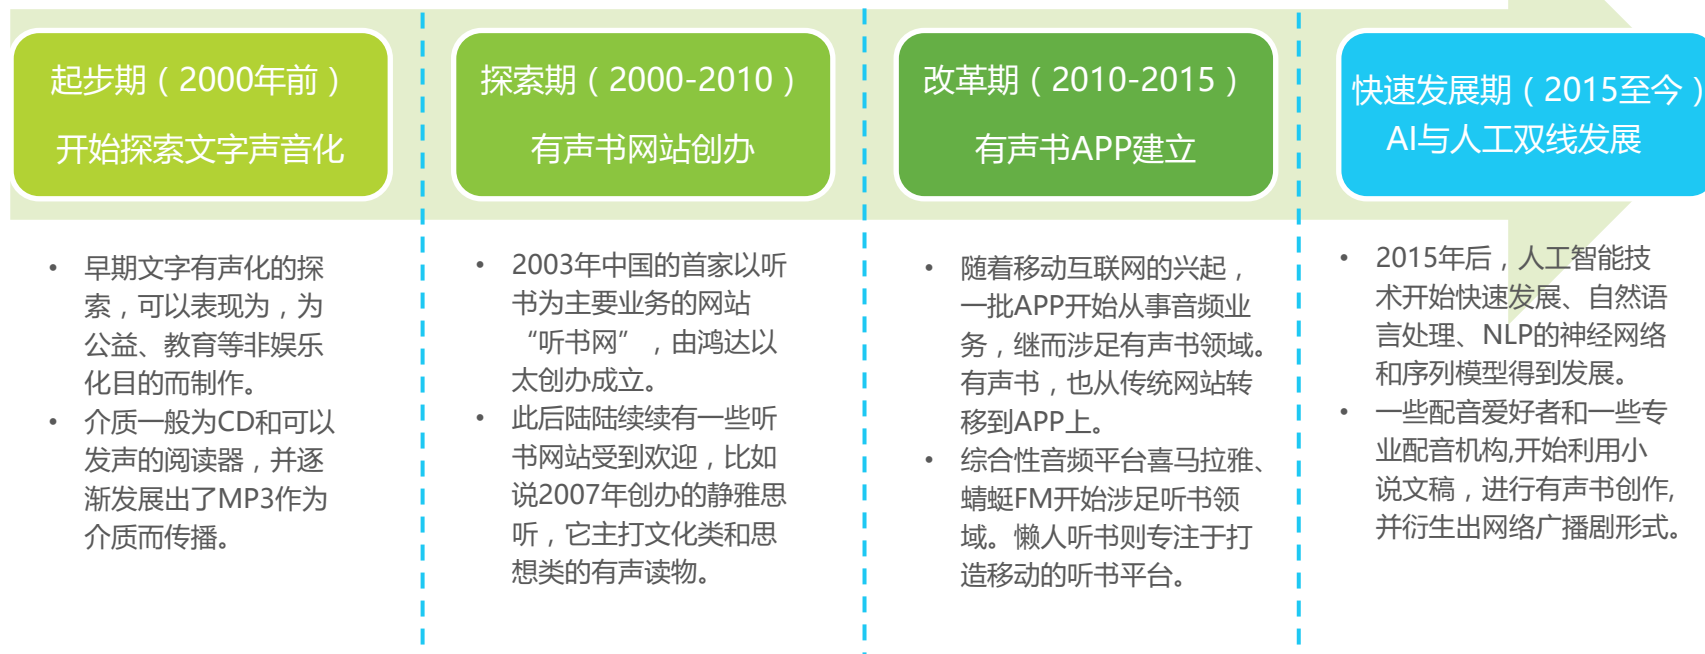 起步期（2000年前）
开始探索文字声音化
• 早期文字有声化的探
索，可以表现为，为
公益、教育等非娱乐
化目的而制作。
• 介质一般为CD和可以
发声的阅读器，并逐
渐发展出了MP3作为
介质而传播。
探索期（2000-2010）
有声书网站创办
• 2003年中国的首家以听
书为主要业务的网站
“听书网”，由鸿达以
太创办成立。
• 此后陆陆续续有一些听
书网站受到欢迎，比如
说2007年创办的静雅思
听，它主打文化类和思
想类的有声读物。
改革期（2010-2015）
有声书APP建立
• 随着移动互联网的兴起，
一批APP开始从事音频业
务，继而涉足有声书领域。
有声书，也从传统网站转
移到APP上。
• 综合性音频平台喜马拉雅、
蜻蜓FM开始涉足听书领
域。懒人听书则专注于打
造移动的听书平台。
快速发展期（2015至今）
AI与人工双线发展
• 2015年后，人工智能技
术开始快速发展、自然语
言处理、NLP的神经网络
和序列模型得到发展。
• 一些配音爱好者和一些专
业配音机构,开始利用小
说文稿，进行有声书创作,
并衍生出网络广播剧形式。